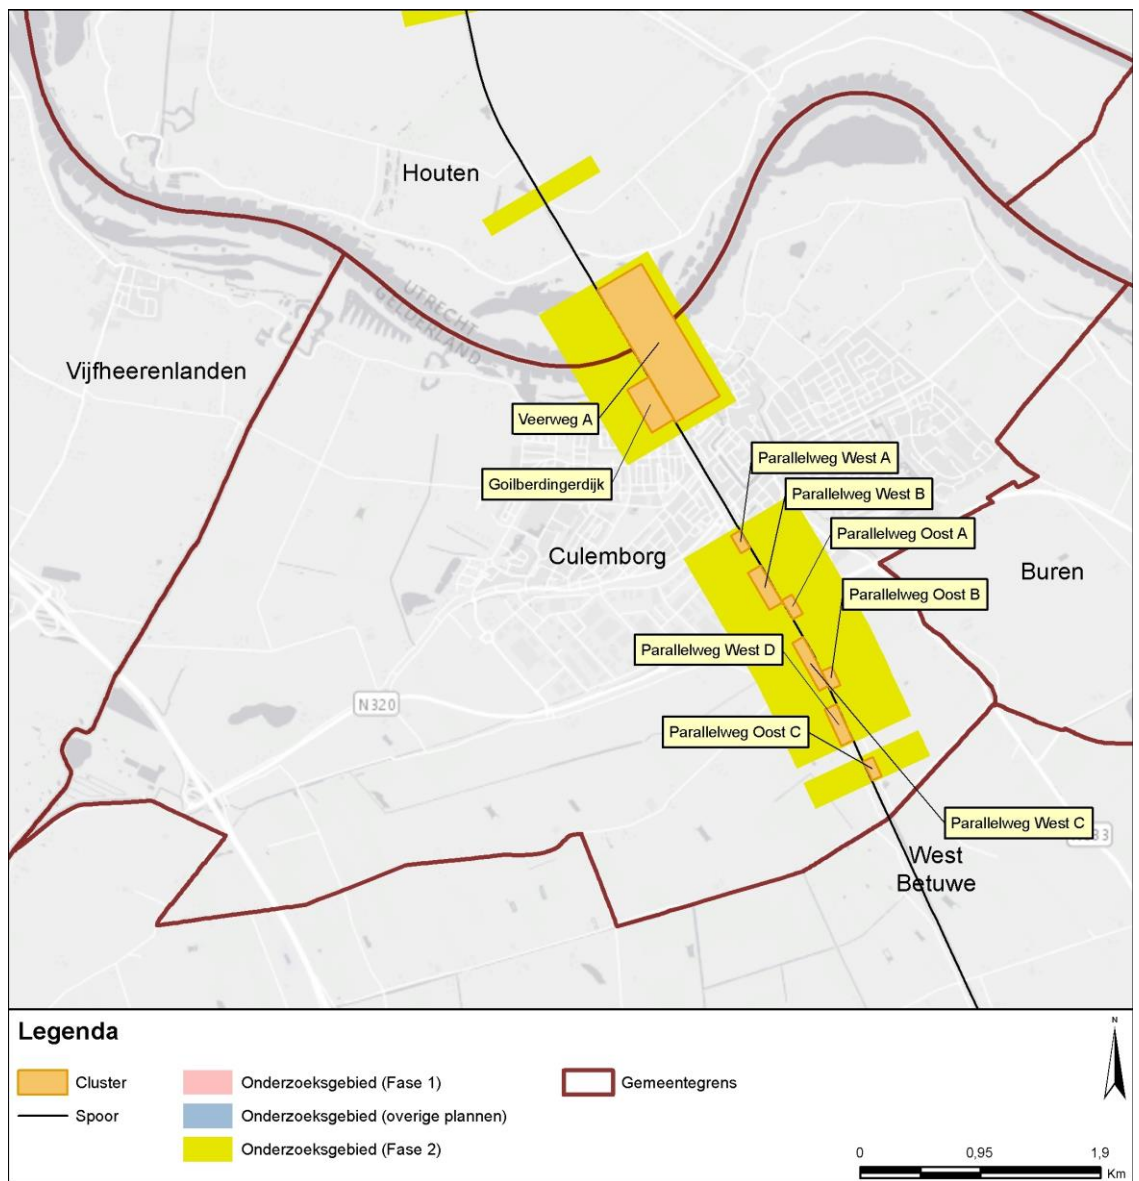 Houten
UTRECHT
GELDERLAND
Vijfheerenlanden
Veerweg A
Goilberdingerdijk
Parallelweg West A
Parallelweg West B
Parallelweg Oost A
Culemborg
Buren
Parallelweg Oost B
Parallelweg West D
N320
Parallelweg Oost C
Parallelweg West C
33
West
Betuwe
Legenda
Cluster
Spoor
Onderzoeksgebied (Fase 1)
Onderzoeksgebied (overige plannen)
Onderzoeksgebied (Fase 2)
Gemeentegrens
N
0 0,95 1,9
Km